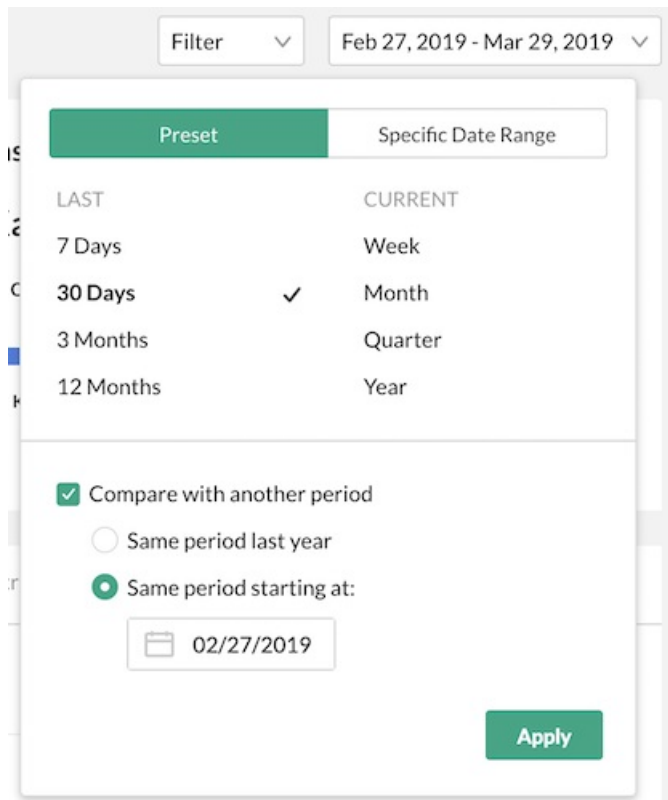 Filter
Feb 27, 2019 - Mar 29, 2019
Preset
Specific Date Range
LAST
CURRENT
7 Days
Week
30 Days
Month
3 Months
Quarter
12 Months
Year
Compare with another period
Same period last year
Same period starting at:
02/27/2019
Apply